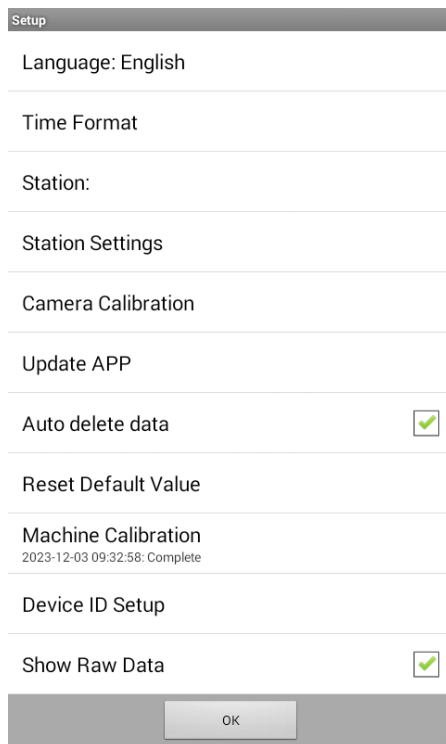 Setup
Language: English
Time Format
Station:
Station Settings
Camera Calibration
Update APP
Auto delete data
Reset Default Value
Machine Calibration
2023-12-03 09:32:58: Complete
Device ID Setup
Show Raw Data
OK